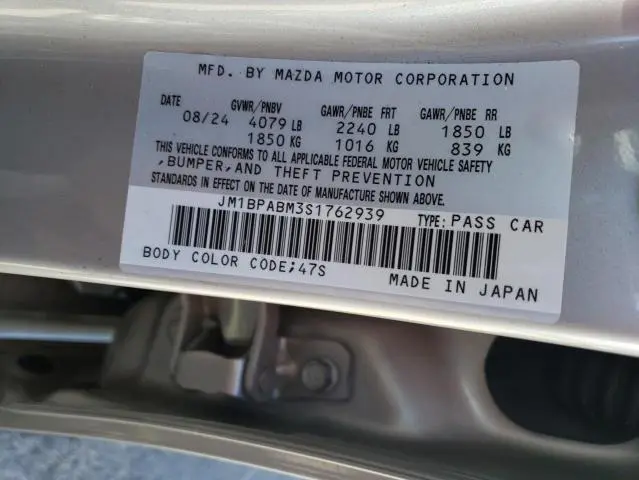 MFD. BY MAZDA MOTOR CORPORATION
DATE GVWR/PNBV GAWR/PNBE FRT GAWR/PNBE RR
08/24 4079 LB 2240 LB 1850 LB
1850 KG 1016 KG 839 KG
THIS VEHICLE CONFORMS TO ALL APPLICABLE FEDERAL MOTOR VEHICLE SAFETY
,BUMPER,AND THEFT PREVENTION
STANDARDS IN EFFECT ON THE DATE OF MANUFACTURE SHOWN ABOVE.
JM1BPABM3S1762939 TYPE: PASS CAR
BODY COLOR CODE;47S MADE IN JAPAN